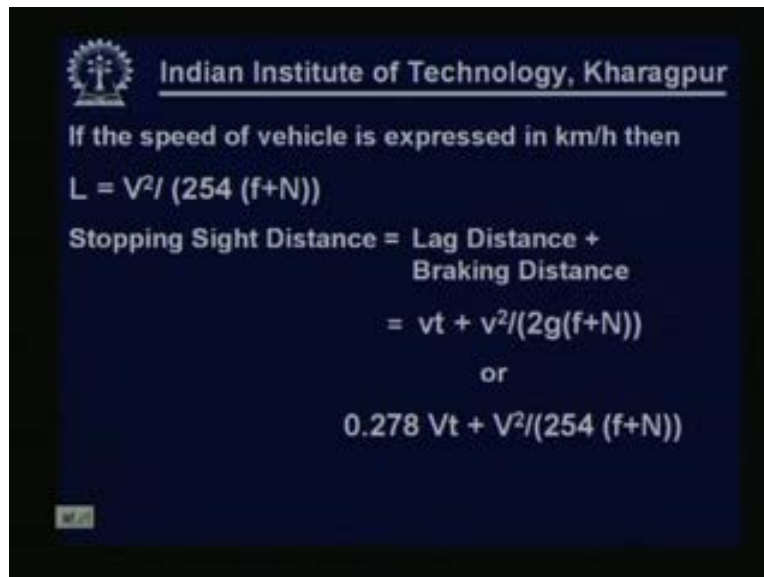 Indian Institute of Technology, Kharagpur
If the speed of vehicle is expressed in km/h then
L = V²/ (254 (f+N))
Stopping Sight Distance = Lag Distance +
Braking Distance
= vt + v²/(2g(f+N))
or
0.278 Vt + V²/(254 (f+N))